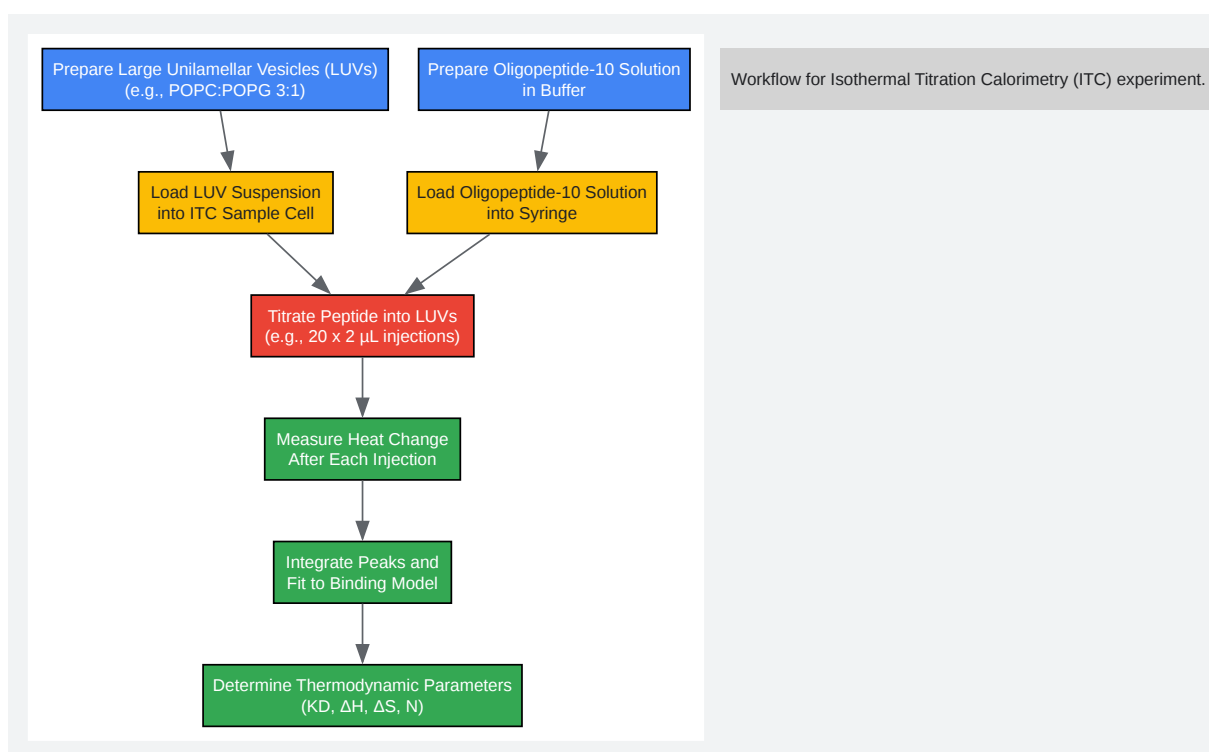 Prepare Large Unilamellar Vesicles (LUVs)
(e.g., POPC:POPG 3:1)
Prepare Oligopeptide-10 Solution
in Buffer
Workflow for Isothermal Titration Calorimetry (ITC) experiment.
Load LUV Suspension
into ITC Sample Cell
Load Oligopeptide-10 Solution
into Syringe
Titrate Peptide into LUVs
(e.g., 20 x 2 µL injections)
Measure Heat Change
After Each Injection
Integrate Peaks and
Fit to Binding Model
Determine Thermodynamic Parameters
(KD, ΔH, ΔS, N)